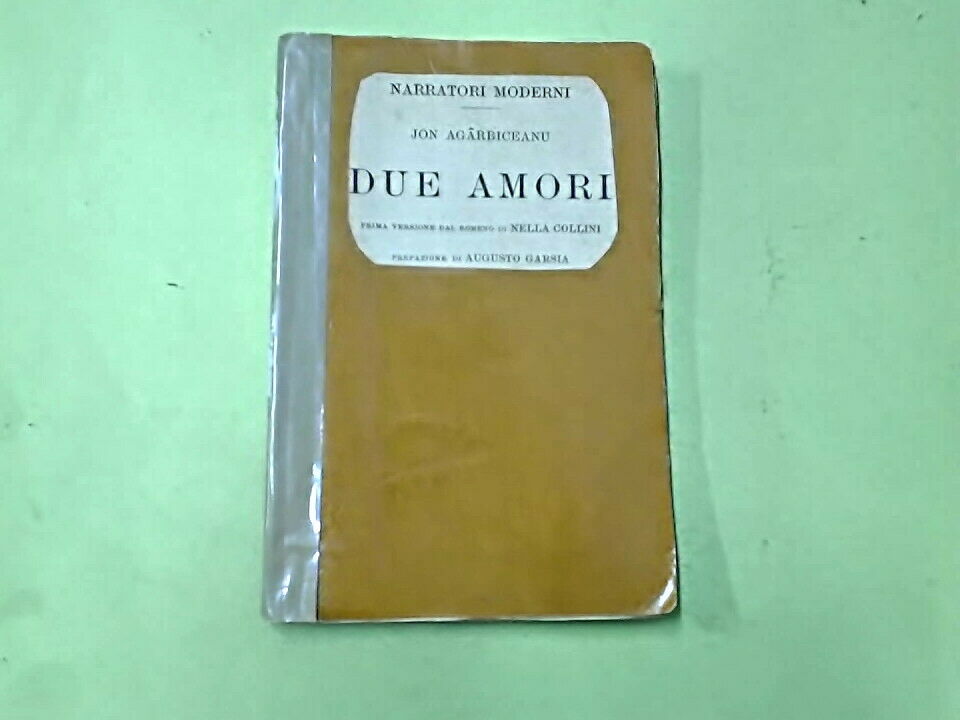 NARRATORI MODERNI
JON AGÂRBICEANU
DUE AMORI
PRIMA VERSIONE DAL ROMENO DI NELLA COLLINI
PREFAZIONE DI AUGUSTO GARSIA